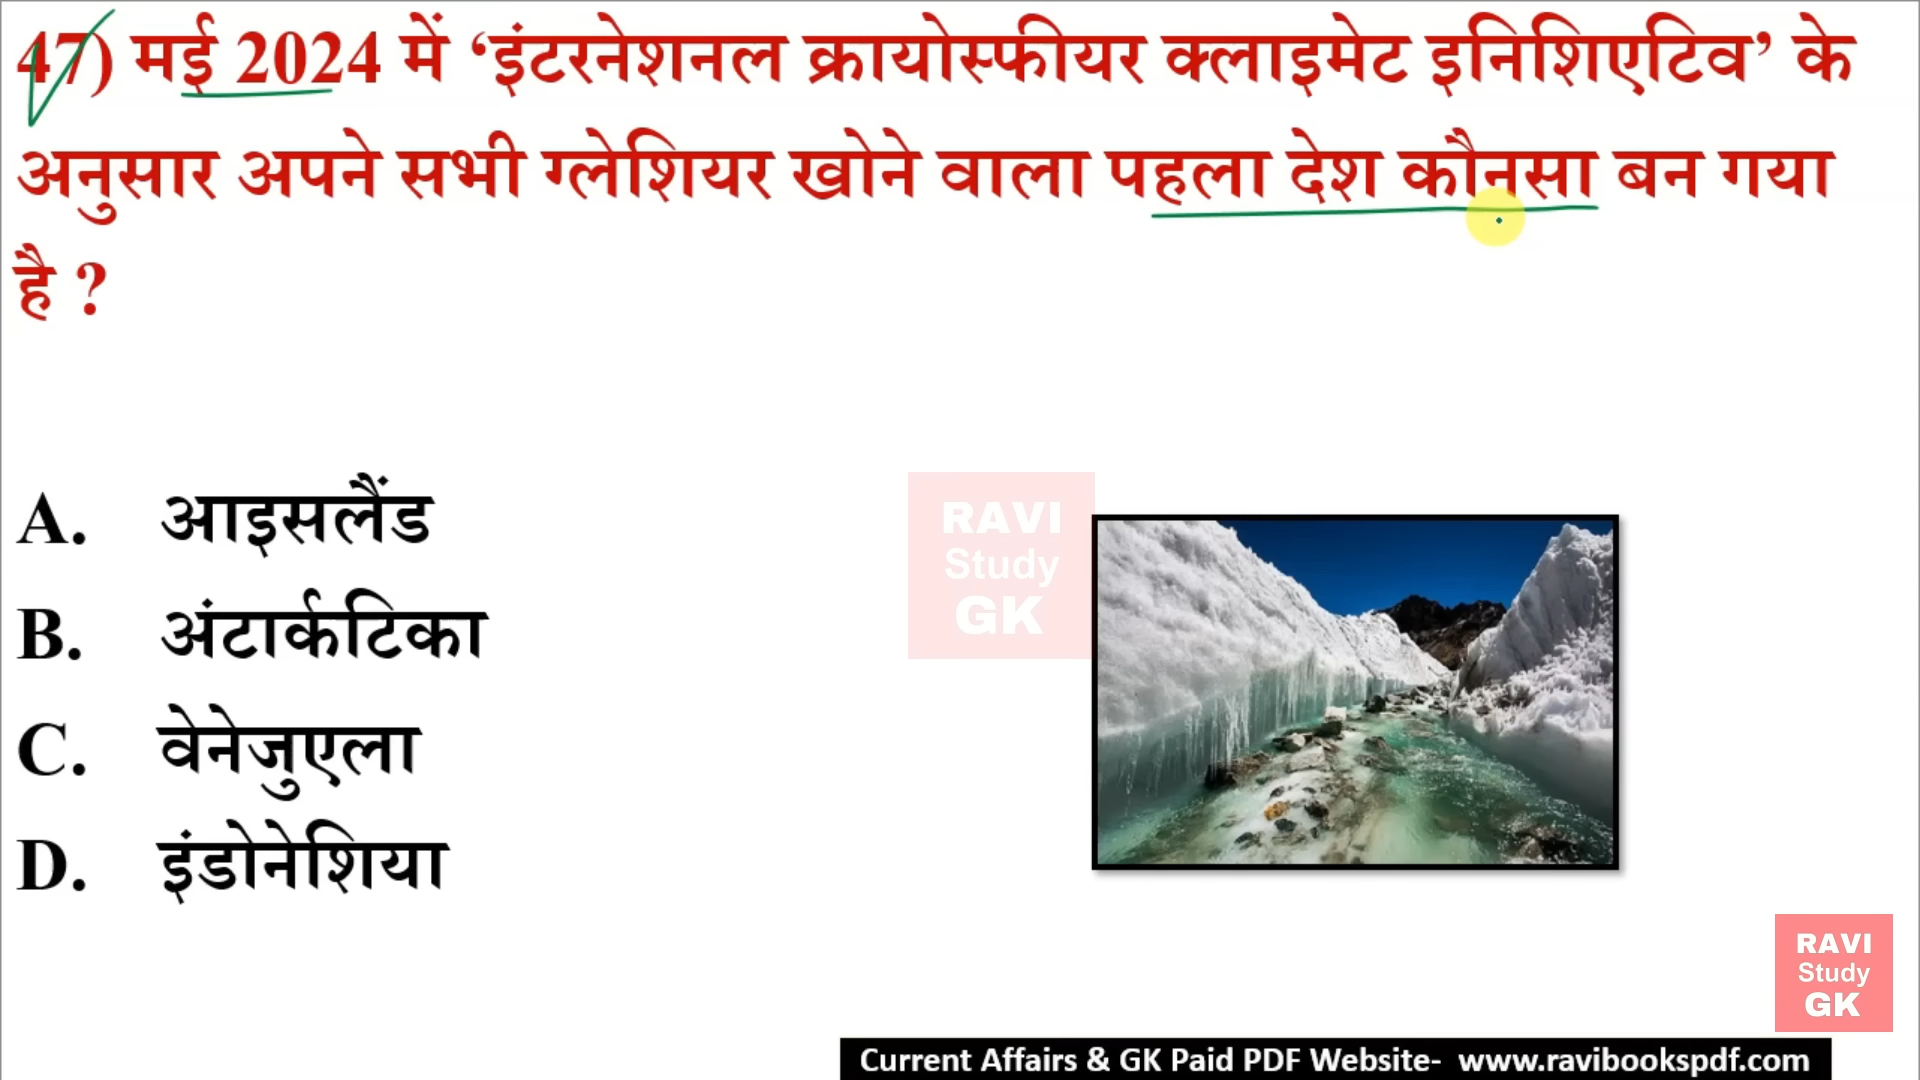 47) मई 2024 में ‘इंटरनेशनल क्रायोस्फीयर क्लाइमेट इनिशिएटिव’ के
अनुसार अपने सभी ग्लेशियर खोने वाला पहला देश कौनसा बन गया
है ?
A. आइसलैंड
B. अंटार्कटिका
C. वेनेजुएला
D. इंडोनेशिया
RAVI
Study
GK
RAVI
Study
GK
Current Affairs & GK Paid PDF Website- www.ravibookspdf.com